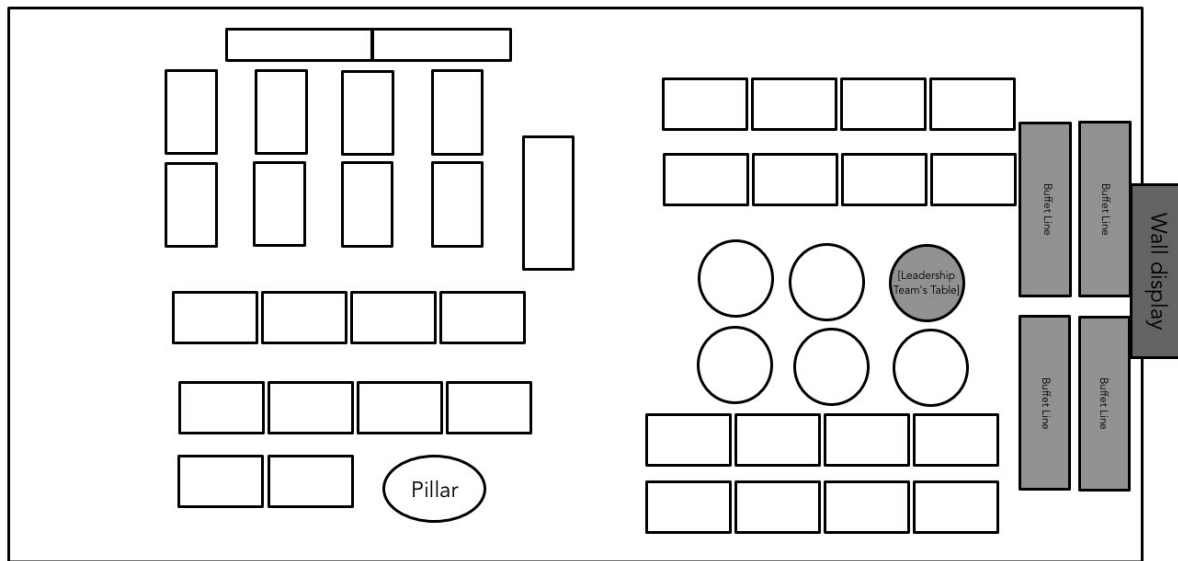 Buffet Line
Buffet Line
Wall display
[Leadership
Team's Table]
Buffet Line
Buffet Line
Pillar